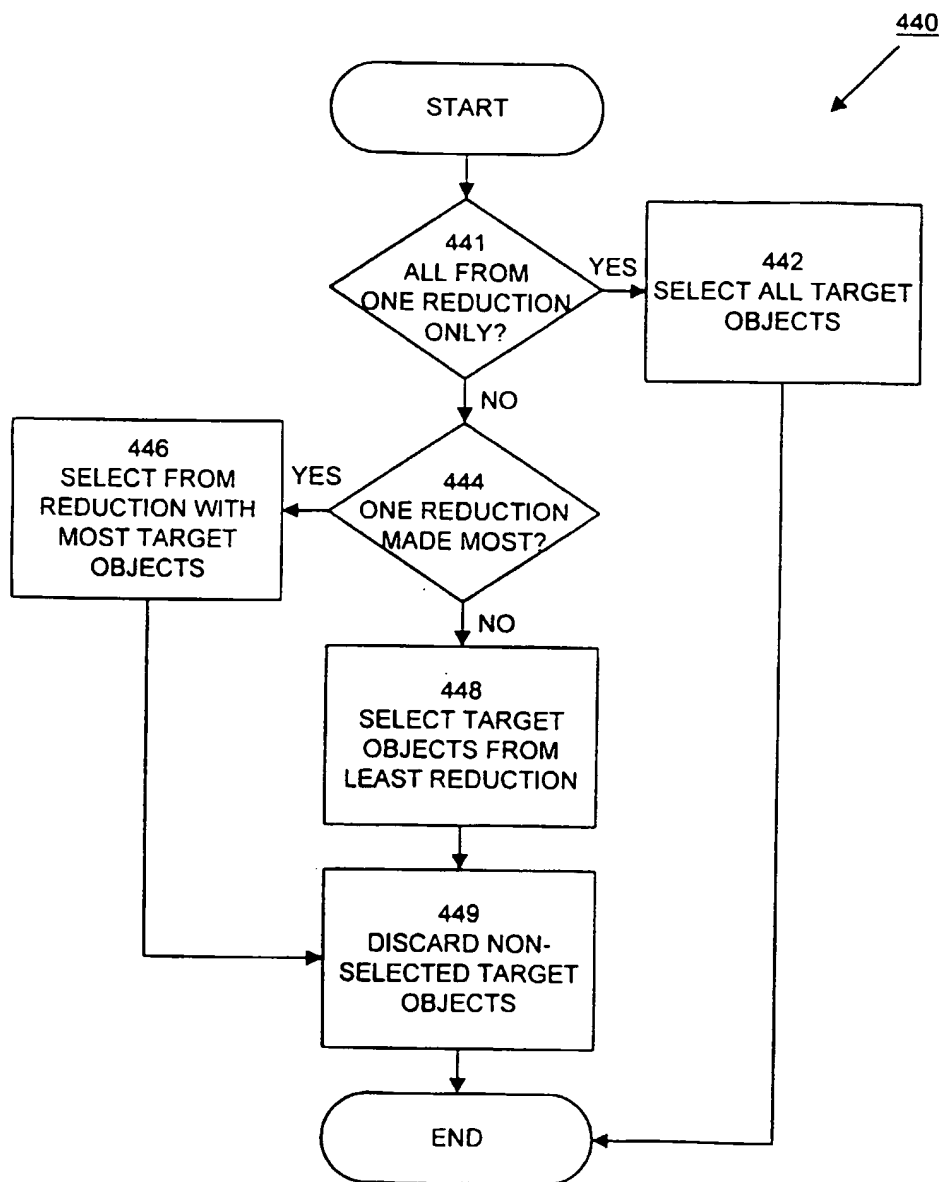 440
START
441
ALL FROM
ONE REDUCTION
ONLY?
YES
442
SELECT ALL TARGET
OBJECTS
NO
446
SELECT FROM
REDUCTION WITH
MOST TARGET
OBJECTS
YES
444
ONE REDUCTION
MADE MOST?
NO
448
SELECT TARGET
OBJECTS FROM
LEAST REDUCTION
449
DISCARD NON-
SELECTED TARGET
OBJECTS
END